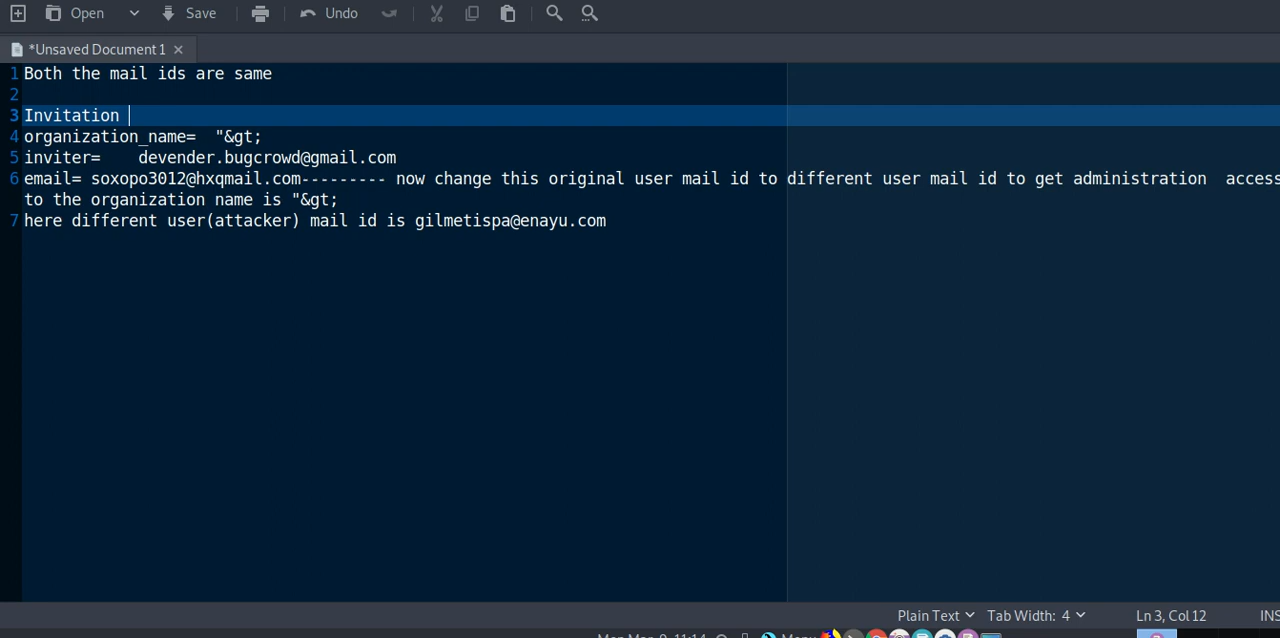 Open Save Undo
*Unsaved Document 1
1 Both the mail ids are same
2
3 Invitation
4 organization_name=  "&gt;
5 inviter=    devender.bugcrowd@gmail.com
6 email= soxopo3012@hxqmail.com--------- now change this original user mail id to different user mail id to get administration  access
to the organization name is "&gt;
7 here different user(attacker) mail id is gilmetispa@enayu.com
Plain Text Tab Width: 4 Ln 3, Col 12 INS